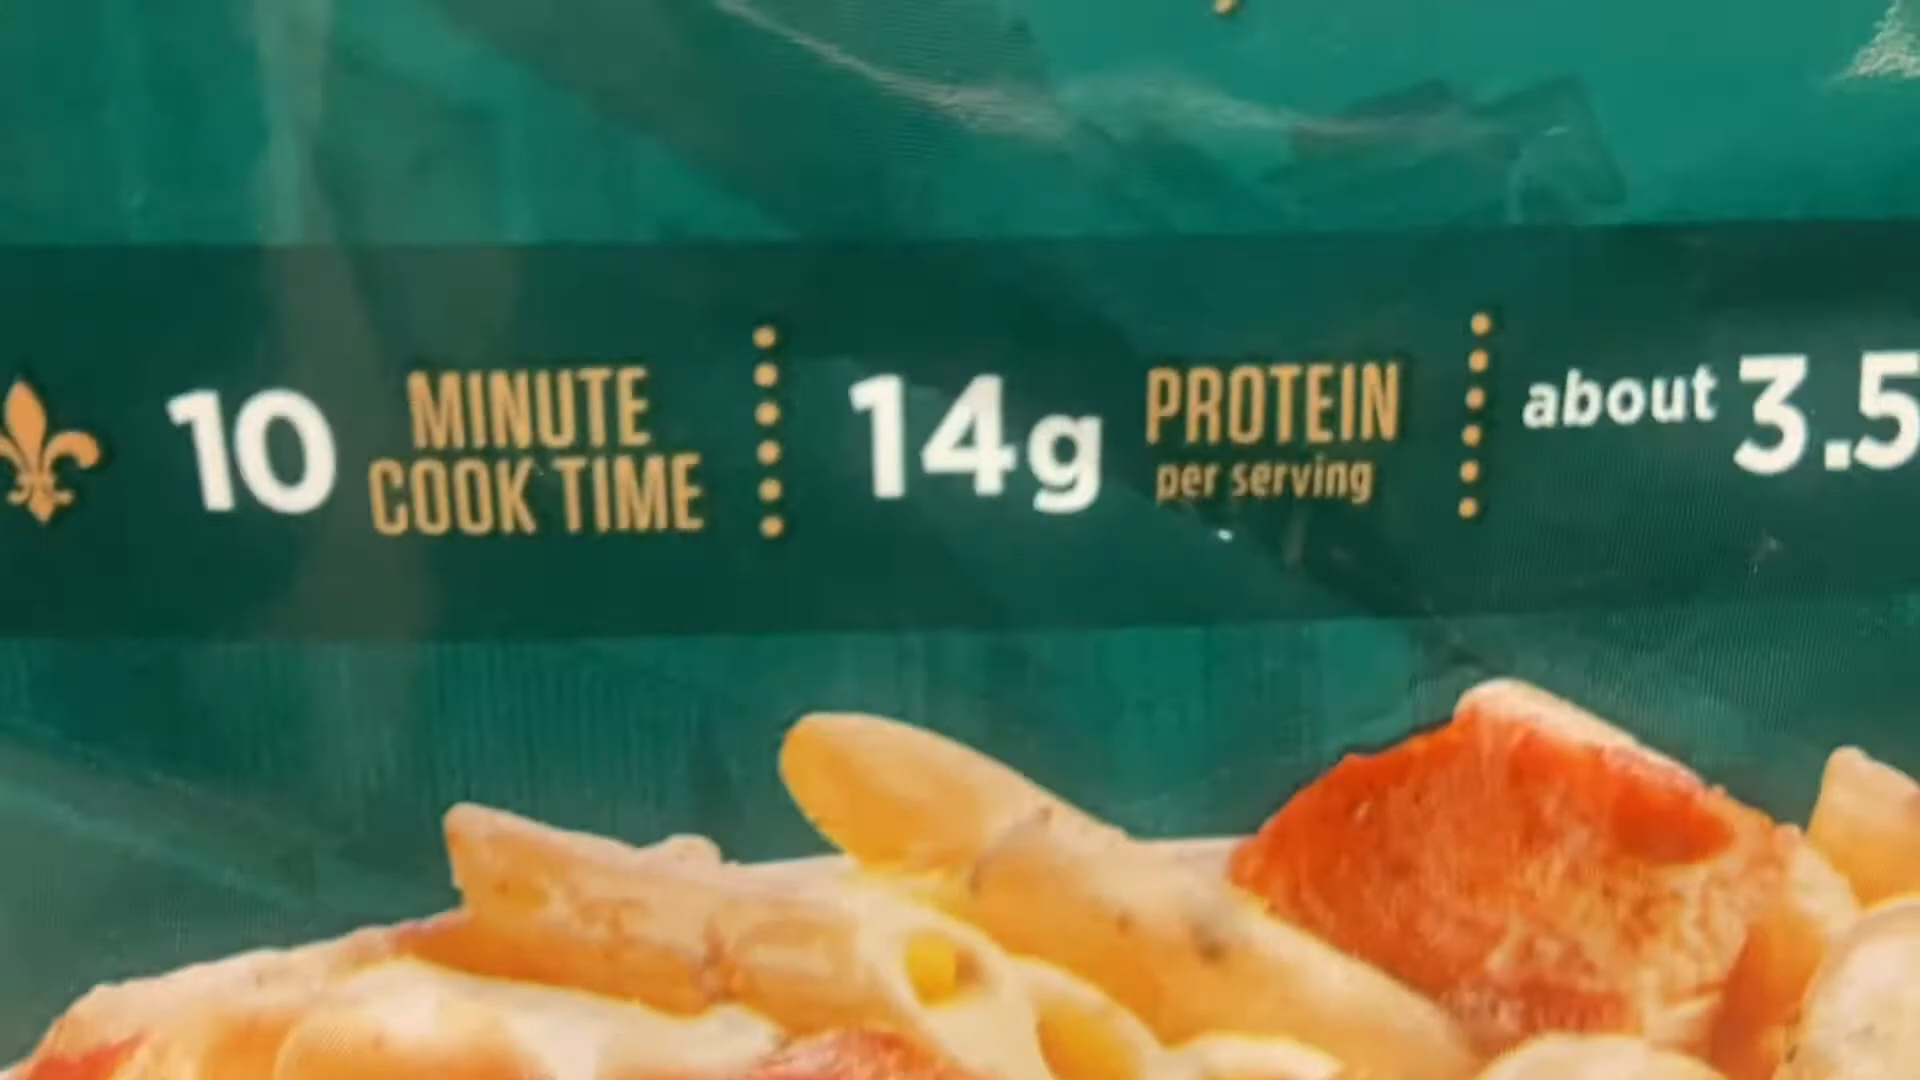 10 MINUTE
COOK TIME
14g PROTEIN
per serving
about 3.5